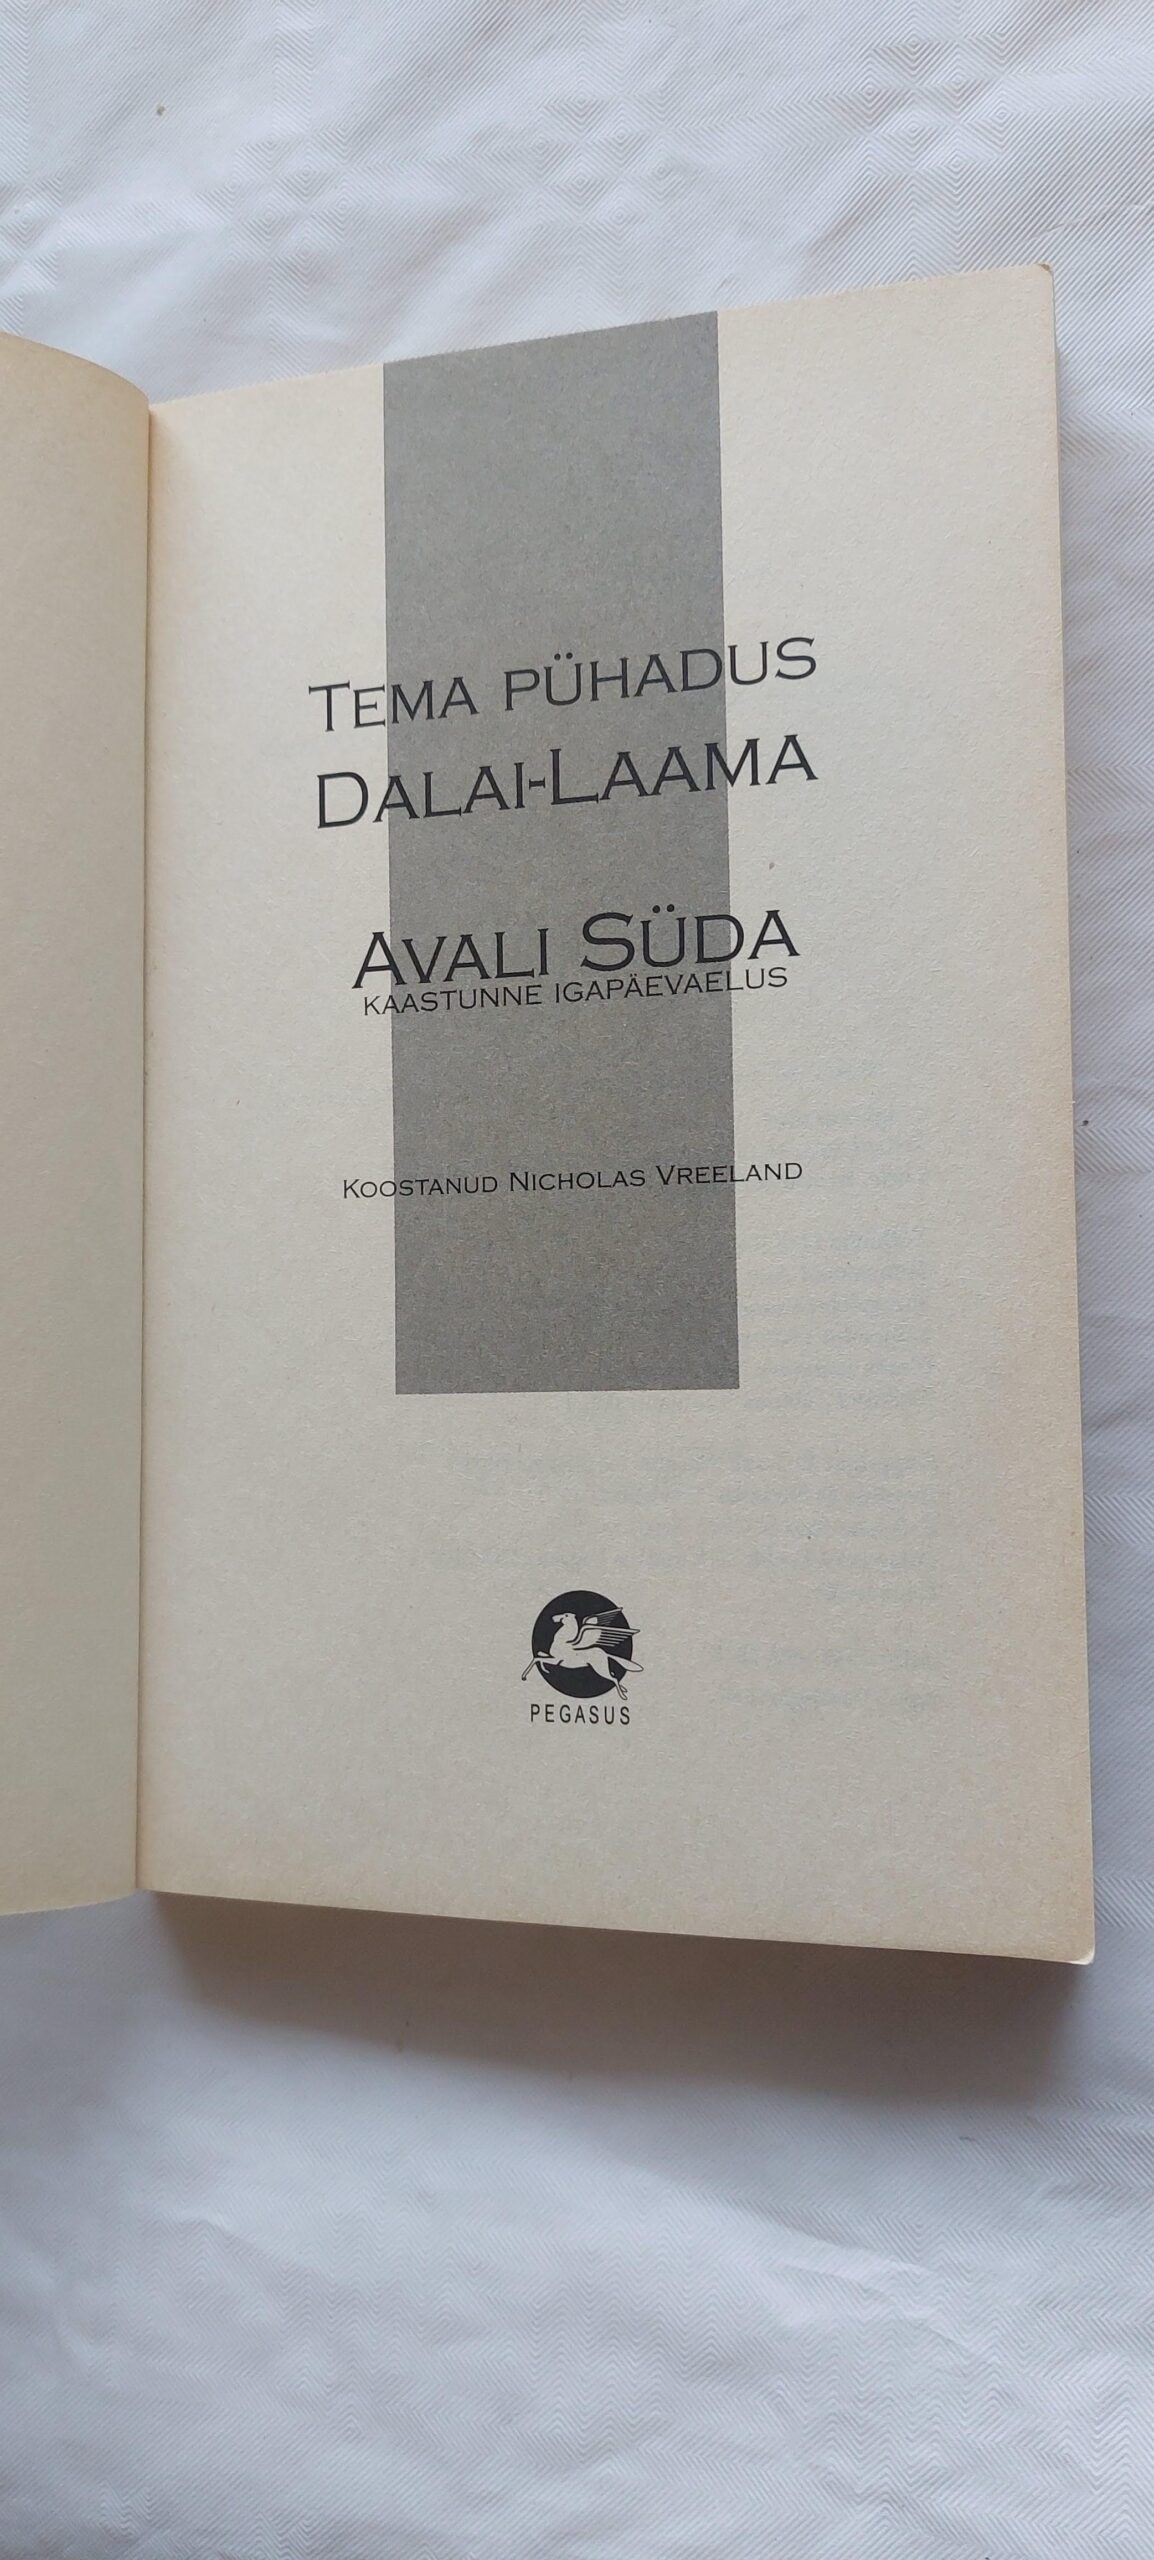 TEMA PÜHADUS
DALAI-LAAMA
AVALI SÜDA
KAASTUNNE IGAPÄEVAELUS
KOOSTANUD NICHOLAS VREELAND
PEGASUS